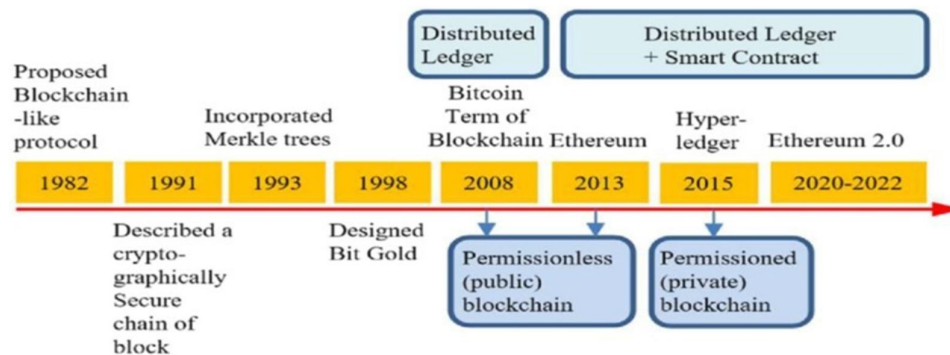 Distributed
Ledger
Distributed Ledger
+ Smart Contract
Proposed
Blockchain
-like
protocol
Incorporated
Merkle trees
Bitcoin
Term of
Blockchain
Ethereum
Hyper-
ledger
Ethereum 2.0
1982
1991
1993
1998
2008
2013
2015
2020-2022
Described a
crypto-
graphically
Secure
chain of
block
Designed
Bit Gold
Permissionless
(public)
blockchain
Permissioned
(private)
blockchain